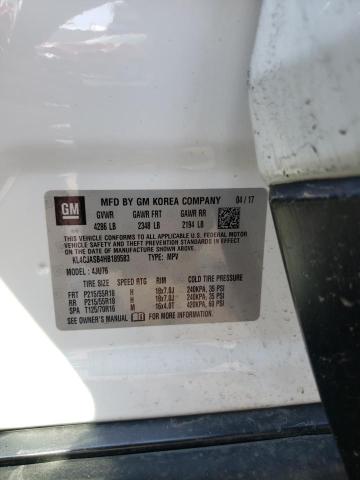 GM
MFD BY GM KOREA COMPANY 04 / 17
GVWR GAWR FRT GAWR RR
4286 LB 2348 LB 2194 LB
THIS VEHICLE CONFORMS TO ALL APPLICABLE U.S. FEDERAL MOTOR
VEHICLE SAFETY, BUMPER, AND THEFT PREVENTION STANDARDS IN EFFECT
ON THE DATE OF MANUFACTURE SHOWN ABOVE.
KL4CJASB4HB189583 TYPE: MPV
MODEL: 4JU76
TIRE SIZE SPEED RTG RIM COLD TIRE PRESSURE
FRT P215/55R18 H 18x7.0J 240KPA, 35 PSI
RR P215/55R18 H 18x7.0J 240KPA, 35 PSI
SPA T125/70R16 M 16x4.0T 420KPA, 60 PSI
SEE OWNER'S MANUAL FOR ADDITIONAL INFORMATION